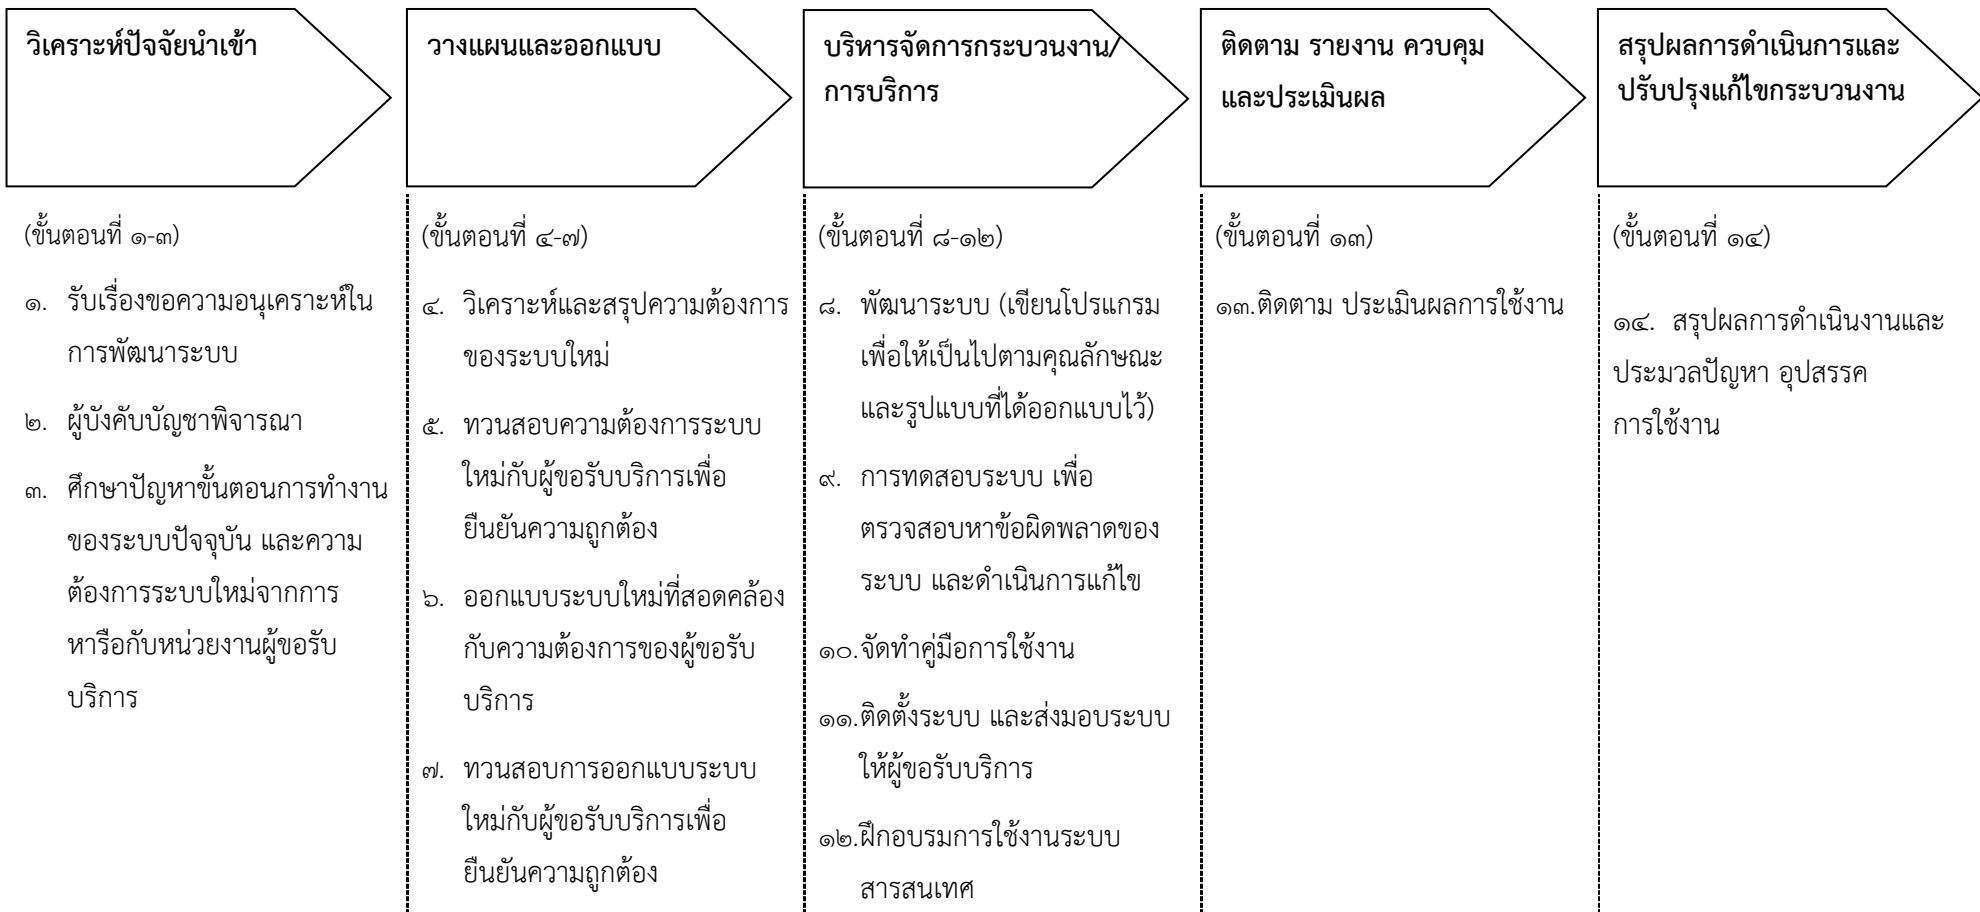 วิเคราะห์ปัจจัยนำเข้า
(ขั้นตอนที่ ๑-๓)
๑. รับเรื่องขอความอนุเคราะห์ใน
การพัฒนาระบบ
๒. ผู้บังคับบัญชาพิจารณา
๓. ศึกษาปัญหาขั้นตอนการทำงาน
ของระบบปัจจุบัน และความ
ต้องการระบบใหม่จากการ
หารือกับหน่วยงานผู้ขอรับ
บริการ
วางแผนและออกแบบ
(ขั้นตอนที่ ๔-๗)
๔. วิเคราะห์และสรุปความต้องการ
ของระบบใหม่
๕. ทวนสอบความต้องการระบบ
ใหม่กับผู้ขอรับบริการเพื่อ
ยืนยันความถูกต้อง
๖. ออกแบบระบบใหม่ที่สอดคล้อง
กับความต้องการของผู้ขอรับ
บริการ
๗. ทวนสอบการออกแบบระบบ
ใหม่กับผู้ขอรับบริการเพื่อ
ยืนยันความถูกต้อง
บริหารจัดการกระบวนงาน/
การบริการ
(ขั้นตอนที่ ๘-๑๒)
๘. พัฒนาระบบ (เขียนโปรแกรม
เพื่อให้เป็นไปตามคุณลักษณะ
และรูปแบบที่ได้ออกแบบไว้)
๙. การทดสอบระบบ เพื่อ
ตรวจสอบหาข้อผิดพลาดของ
ระบบ และดำเนินการแก้ไข
๑๐.จัดทำคู่มือการใช้งาน
๑๑.ติดตั้งระบบ และส่งมอบระบบ
ให้ผู้ขอรับบริการ
๑๒.ฝึกอบรมการใช้งานระบบ
สารสนเทศ
ติดตาม รายงาน ควบคุม
และประเมินผล
(ขั้นตอนที่ ๑๓)
๑๓.ติดตาม ประเมินผลการใช้งาน
สรุปผลการดำเนินการและ
ปรับปรุงแก้ไขกระบวนงาน
(ขั้นตอนที่ ๑๔)
๑๔. สรุปผลการดำเนินงานและ
ประมวลปัญหา อุปสรรค
การใช้งาน